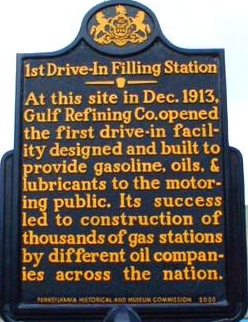 1st Drive-In Filling Station
At this site in Dec. 1913,
Gulf Refining Co. opened
the first drive-in facil-
ity designed and built to
provide gasoline, oils, &
lubricants to the motor-
ing public. Its success
led to construction of
thousands of gas stations
by different oil compan-
ies across the nation.
PENNSYLVANIA HISTORICAL AND MUSEUM COMMISSION 2000